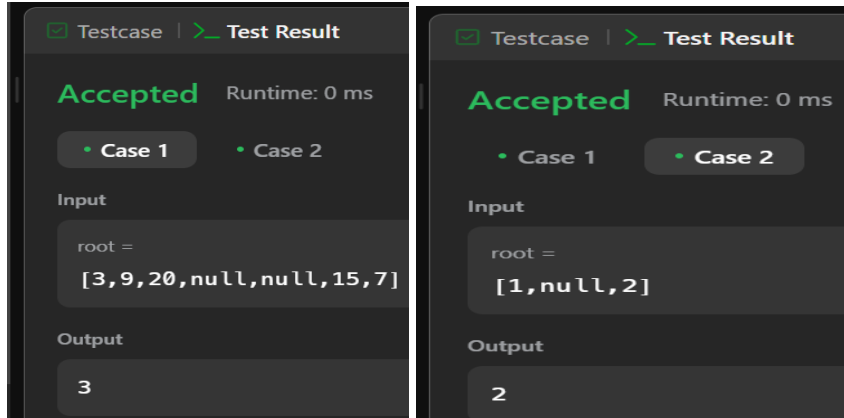 Testcase | >_ Test Result
Accepted Runtime: 0 ms
• Case 1 • Case 2
Input
root =
[3,9,20,null,null,15,7]
Output
3
Testcase | >_ Test Result
Accepted Runtime: 0 ms
• Case 1 • Case 2
Input
root =
[1,null,2]
Output
2